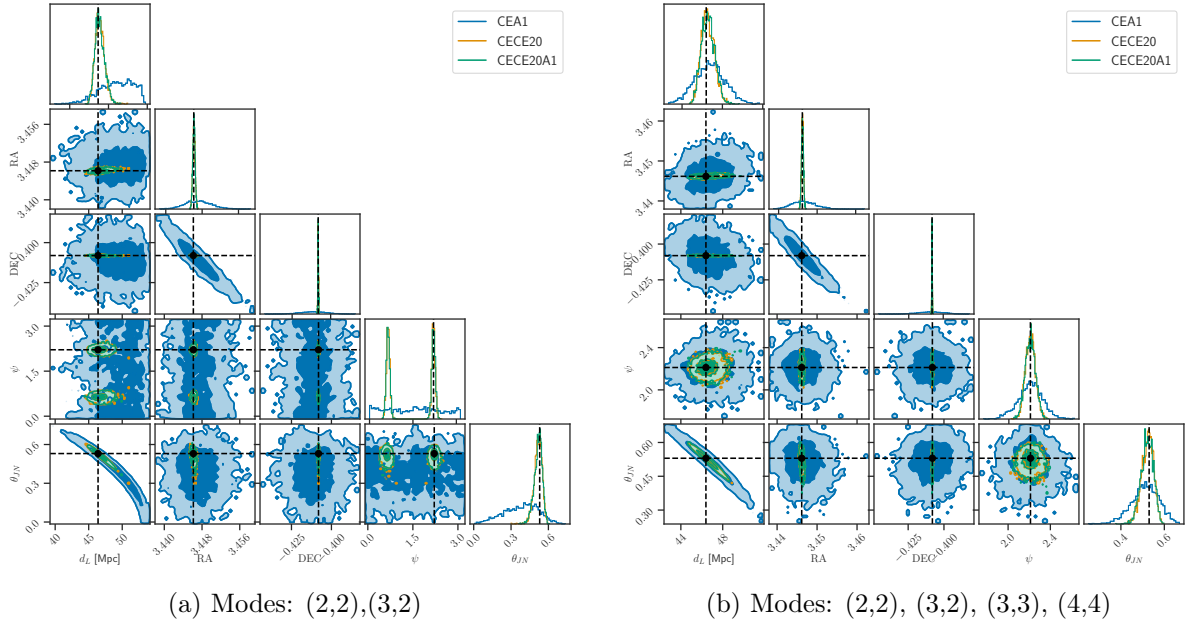 CEA1
CECE20
CECE20A1
RA
3.456
3.448
3.440
DEC
−0.400
−0.425
ψ
3.0
1.5
0.0
θ_JN
0.6
0.3
0.0
40 45 50
d_L [Mpc]
3.440 3.448 3.456
RA
−0.425 −0.400
DEC
0.0 1.5 3.0
ψ
0.3 0.6
θ_JN
(a) Modes: (2,2),(3,2)
CEA1
CECE20
CECE20A1
RA
3.46
3.45
3.44
DEC
−0.400
−0.425
ψ
2.4
2.0
θ_JN
0.60
0.45
0.30
44 48
d_L [Mpc]
3.44 3.45 3.46
RA
−0.425 −0.400
DEC
2.0 2.4
ψ
0.4 0.6
θ_JN
(b) Modes: (2,2), (3,2), (3,3), (4,4)